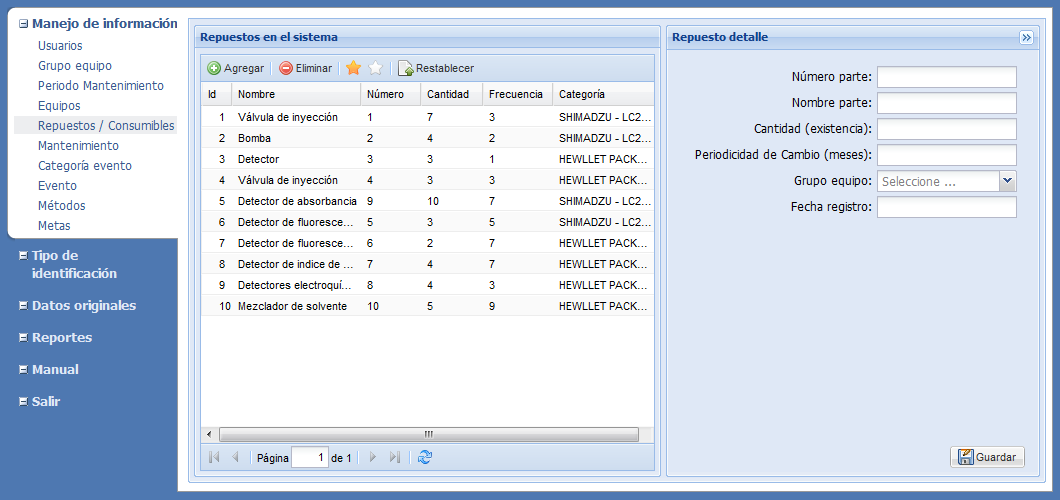 Manejo de información
Usuarios
Grupo equipo
Periodo Mantenimiento
Equipos
Repuestos / Consumibles
Mantenimiento
Categoría evento
Evento
Métodos
Metas
Tipo de
identificación
Datos originales
Reportes
Manual
Salir
Repuestos en el sistema
Agregar Eliminar Restablecer
Id Nombre Número Cantidad Frecuencia Categoría
1 Válvula de inyección 1 7 3 SHIMADZU - LC2...
2 Bomba 2 4 2 SHIMADZU - LC2...
3 Detector 3 3 1 HEWLLET PACK...
4 Válvula de inyección 4 3 3 HEWLLET PACK...
5 Detector de absorbancia 9 10 7 SHIMADZU - LC2...
6 Detector de fluoresce... 5 3 5 SHIMADZU - LC2...
7 Detector de fluoresce... 6 2 7 HEWLLET PACK...
8 Detector de indice de ... 7 4 7 HEWLLET PACK...
9 Detectores electroquí... 8 4 3 HEWLLET PACK...
10 Mezclador de solvente 10 5 9 HEWLLET PACK...
Página 1 de 1
Repuesto detalle
Número parte:
Nombre parte:
Cantidad (existencia):
Periodicidad de Cambio (meses):
Grupo equipo: Seleccione ...
Fecha registro:
Guardar